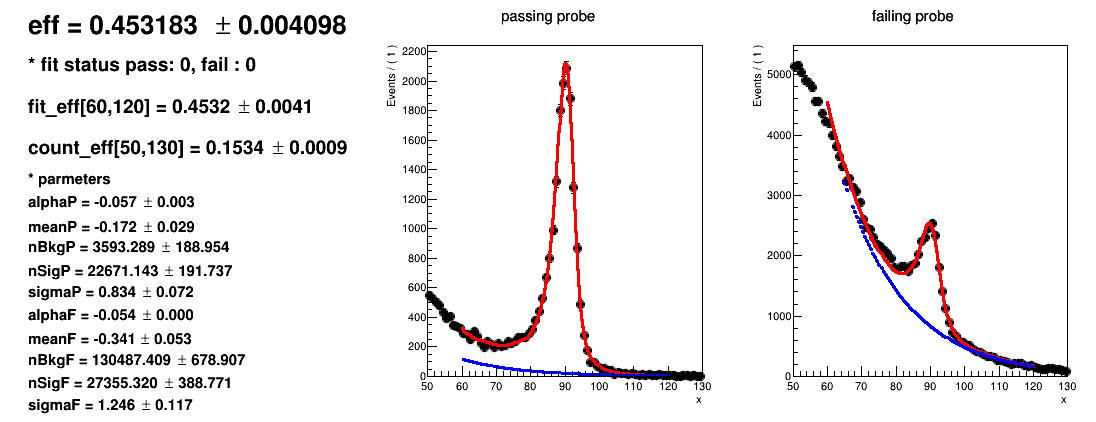 eff = 0.453183 ± 0.004098
* fit status pass: 0, fail : 0
fit_eff[60,120] = 0.4532 ± 0.0041
count_eff[50,130] = 0.1534 ± 0.0009
* parmeters
alphaP = -0.057 ± 0.003
meanP = -0.172 ± 0.029
nBkgP = 3593.289 ± 188.954
nSigP = 22671.143 ± 191.737
sigmaP = 0.834 ± 0.072
alphaF = -0.054 ± 0.000
meanF = -0.341 ± 0.053
nBkgF = 130487.409 ± 678.907
nSigF = 27355.320 ± 388.771
sigmaF = 1.246 ± 0.117
passing probe
Events / ( 1 )
2200
2000
1800
1600
1400
1200
1000
800
600
400
200
0
50 60 70 80 90 100 110 120 130
x
failing probe
Events / ( 1 )
5000
4000
3000
2000
1000
0
50 60 70 80 90 100 110 120 130
x